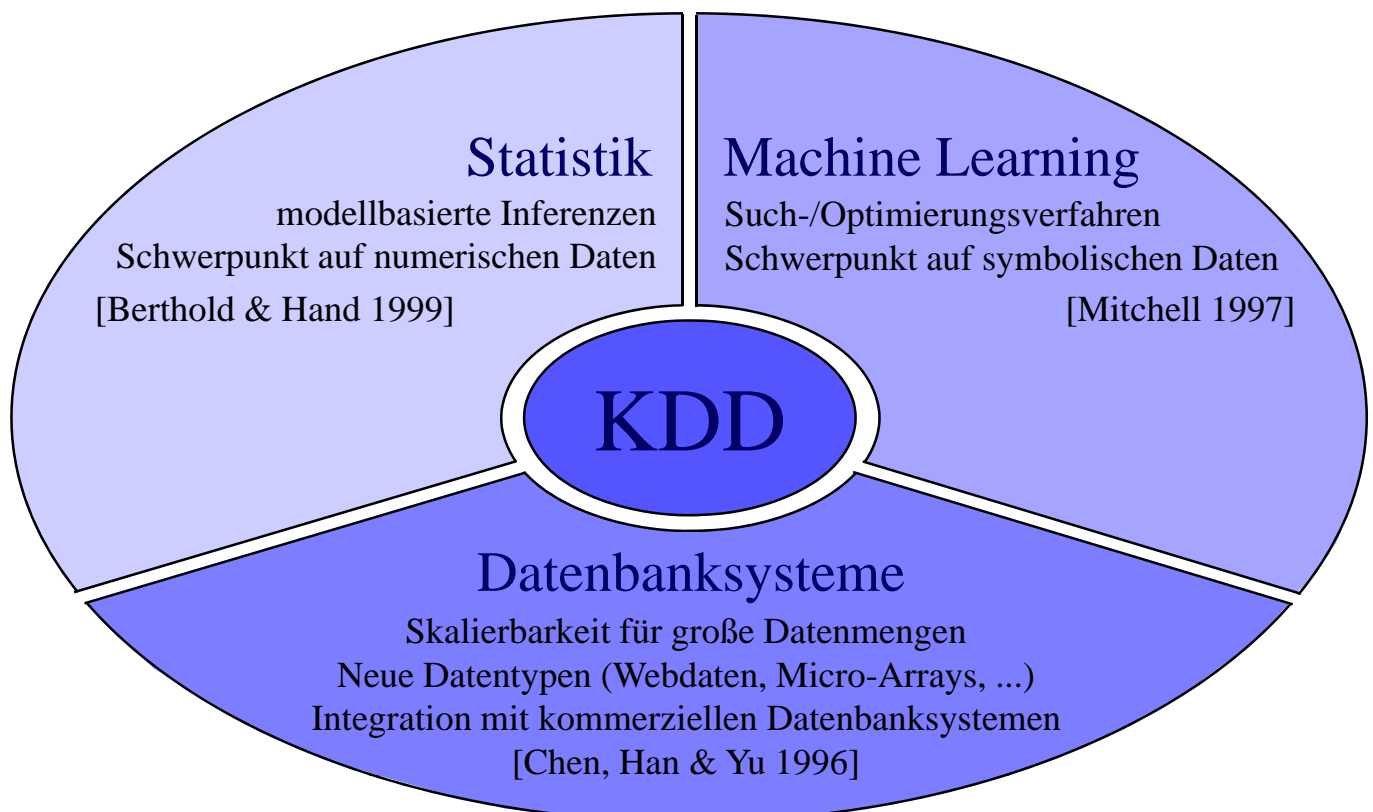 Statistik
modellbasierte Inferenzen
Schwerpunkt auf numerischen Daten
[Berthold & Hand 1999]
Machine Learning
Such-/Optimierungsverfahren
Schwerpunkt auf symbolischen Daten
[Mitchell 1997]
KDD
Datenbanksysteme
Skalierbarkeit für große Datenmengen
Neue Datentypen (Webdaten, Micro-Arrays, ...)
Integration mit kommerziellen Datenbanksystemen
[Chen, Han & Yu 1996]